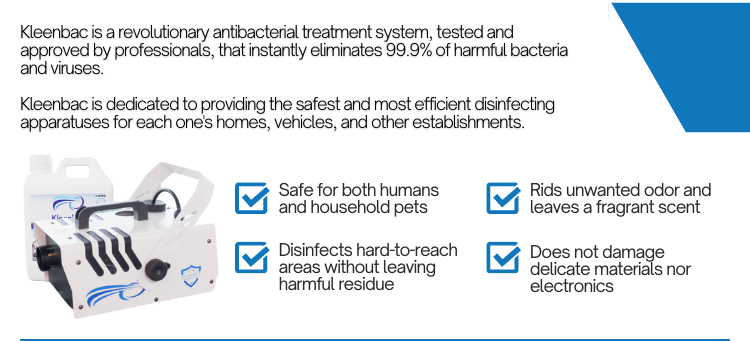 Kleenbac is a revolutionary antibacterial treatment system, tested and
approved by professionals, that instantly eliminates 99.9% of harmful bacteria
and viruses.
Kleenbac is dedicated to providing the safest and most efficient disinfecting
apparatuses for each one's homes, vehicles, and other establishments.
Safe for both humans
and household pets
Rids unwanted odor and
leaves a fragrant scent
Disinfects hard-to-reach
areas without leaving
harmful residue
Does not damage
delicate materials nor
electronics